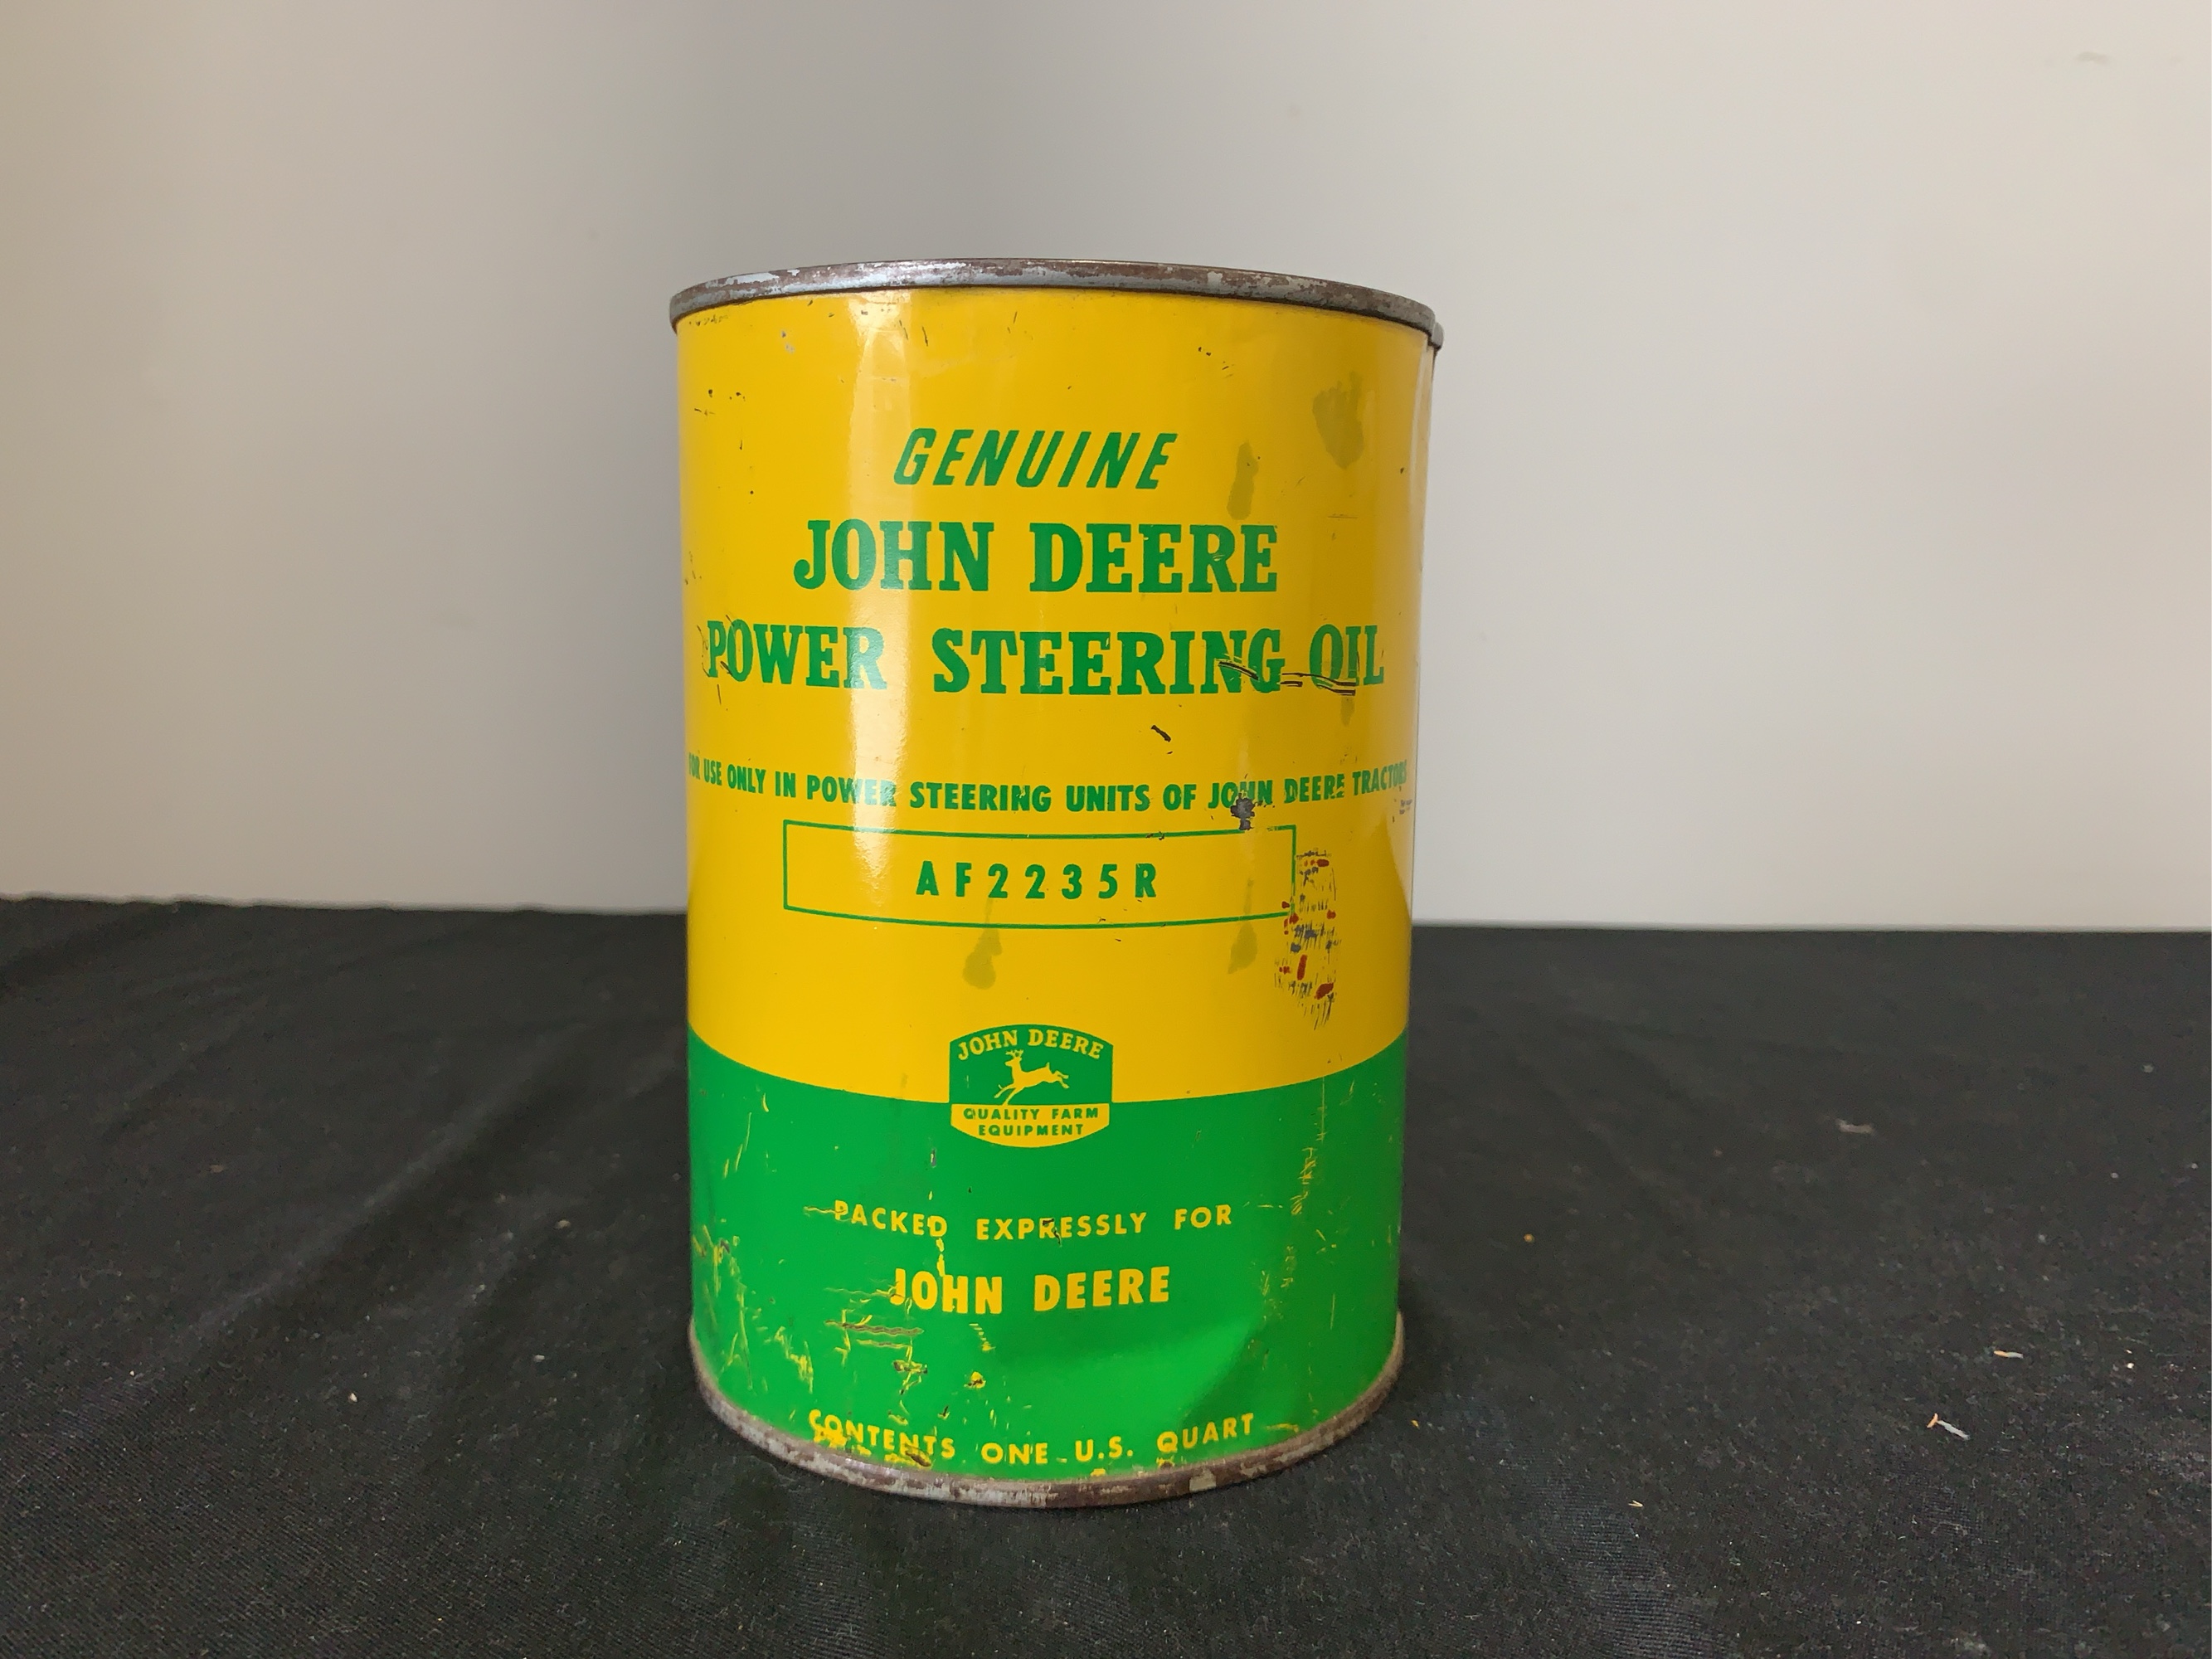 GENUINE
JOHN DEERE
POWER STEERING OIL
FOR USE ONLY IN POWER STEERING UNITS OF JOHN DEERE TRACTORS
AF2235R
JOHN DEERE
QUALITY FARM
EQUIPMENT
PACKED EXPRESSLY FOR
JOHN DEERE
CONTENTS ONE U.S. QUART